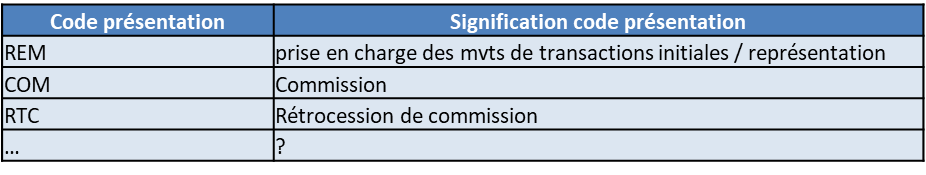 Code présentation Signification code présentation
REM prise en charge des mvts de transactions initiales / représentation
COM Commission
RTC Rétrocession de commission
... ?